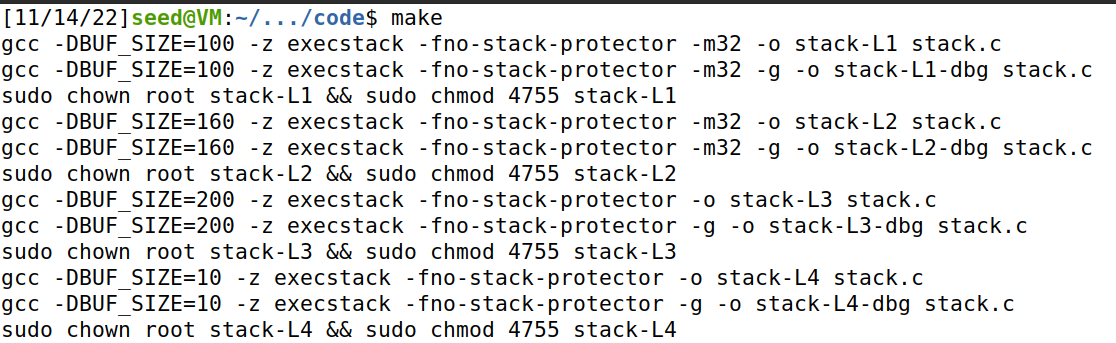 [11/14/22]seed@VM:~/.../code$ make
gcc -DBUF_SIZE=100 -z execstack -fno-stack-protector -m32 -o stack-L1 stack.c
gcc -DBUF_SIZE=100 -z execstack -fno-stack-protector -m32 -g -o stack-L1-dbg stack.c
sudo chown root stack-L1 && sudo chmod 4755 stack-L1
gcc -DBUF_SIZE=160 -z execstack -fno-stack-protector -m32 -o stack-L2 stack.c
gcc -DBUF_SIZE=160 -z execstack -fno-stack-protector -m32 -g -o stack-L2-dbg stack.c
sudo chown root stack-L2 && sudo chmod 4755 stack-L2
gcc -DBUF_SIZE=200 -z execstack -fno-stack-protector -o stack-L3 stack.c
gcc -DBUF_SIZE=200 -z execstack -fno-stack-protector -g -o stack-L3-dbg stack.c
sudo chown root stack-L3 && sudo chmod 4755 stack-L3
gcc -DBUF_SIZE=10 -z execstack -fno-stack-protector -o stack-L4 stack.c
gcc -DBUF_SIZE=10 -z execstack -fno-stack-protector -g -o stack-L4-dbg stack.c
sudo chown root stack-L4 && sudo chmod 4755 stack-L4